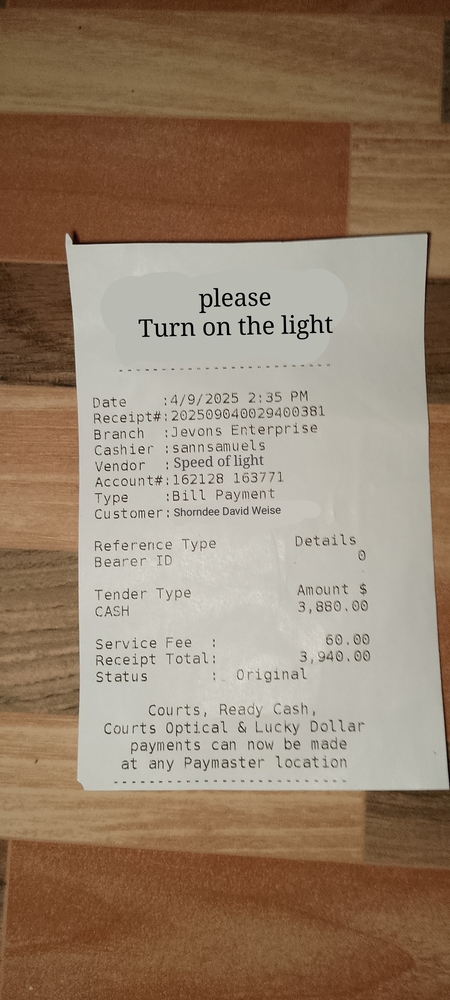 please
Turn on the light
Date :4/9/2025 2:35 PM
Receipt#:202509040029400381
Branch :Jevons Enterprise
Cashier :sannsamuels
Vendor :Speed of light
Account#:162128 163771
Type :Bill Payment
Customer:Shorndee David Weise
Reference Type Details
Bearer ID 0
Tender Type Amount $
CASH 3,880.00
Service Fee : 60.00
Receipt Total: 3,940.00
Status : Original
Courts, Ready Cash,
Courts Optical & Lucky Dollar
payments can now be made
at any Paymaster location